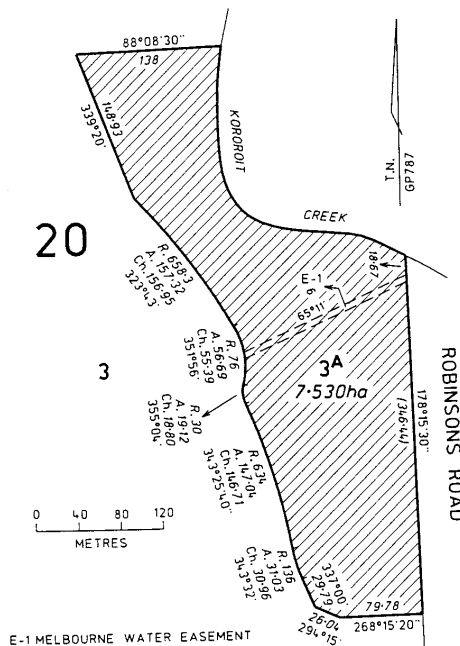 88°08'30"
138
148·93
339°20'
KOROROIT
CREEK
T.N.
GP787
20
R. 658·3
A. 157·32
Ch. 156·95
323°43'
18·67
E-1
6
65°11'
3
R. 76
A. 56·69
Ch. 55·39
351°56'
3A
7·530ha
R. 30
A. 19·12
Ch. 18·80
355°04'
178°15'30"
(346·44)
ROBINSONS ROAD
R. 634
A. 147·04
Ch. 146·71
343°25'40"
0 40 80 120
METRES
R. 136
A. 31·03
Ch. 30·96
343°32'
337°00'
29·79
26·04
294°15'
79·78
268°15'20"
E-1 MELBOURNE WATER EASEMENT